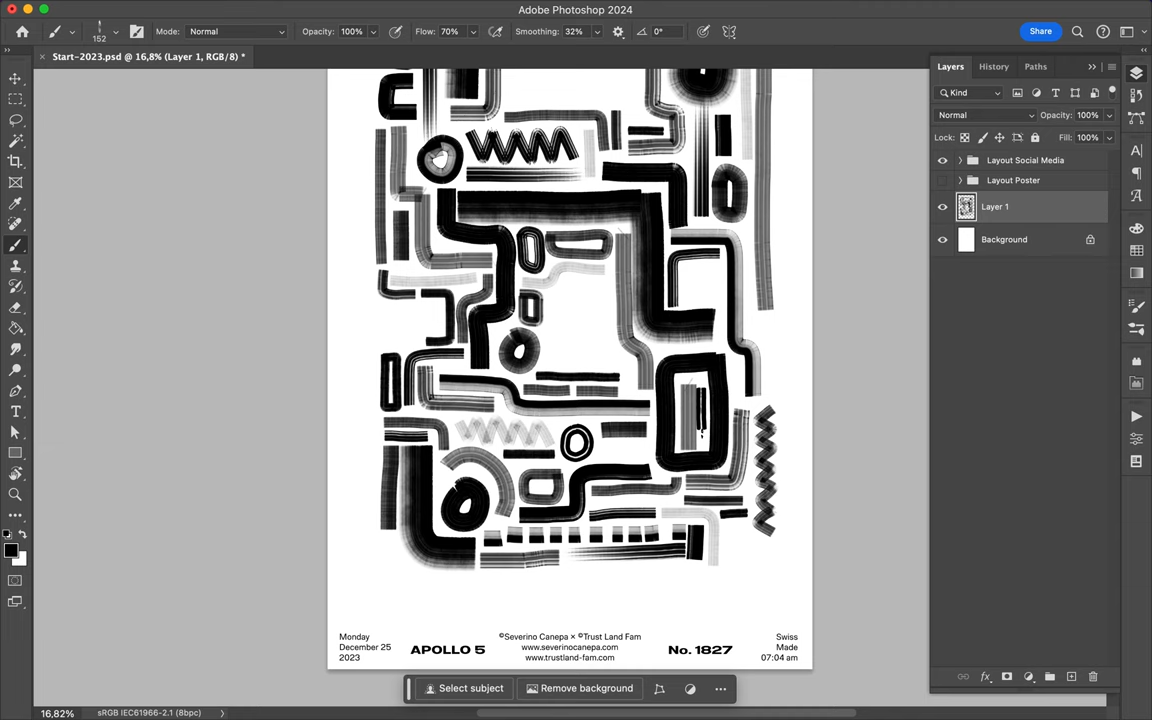 Adobe Photoshop 2024
152
Mode: Normal
Opacity: 100%
Flow: 70%
Smoothing: 32%
0°
Share
Start-2023.psd @ 16,8% (Layer 1, RGB/8) *
Layers
History
Paths
Kind
Normal
Opacity: 100%
Lock:
Fill: 100%
Layout Social Media
Layout Poster
Layer 1
Background
Monday
December 25
2023
APOLLO 5
©Severino Canepa × ©Trust Land Fam
www.severinocanepa.com
www.trustland-fam.com
No. 1827
Swiss
Made
07:04 am
Select subject
Remove background
16,82%
sRGB IEC61966-2.1 (8bpc)